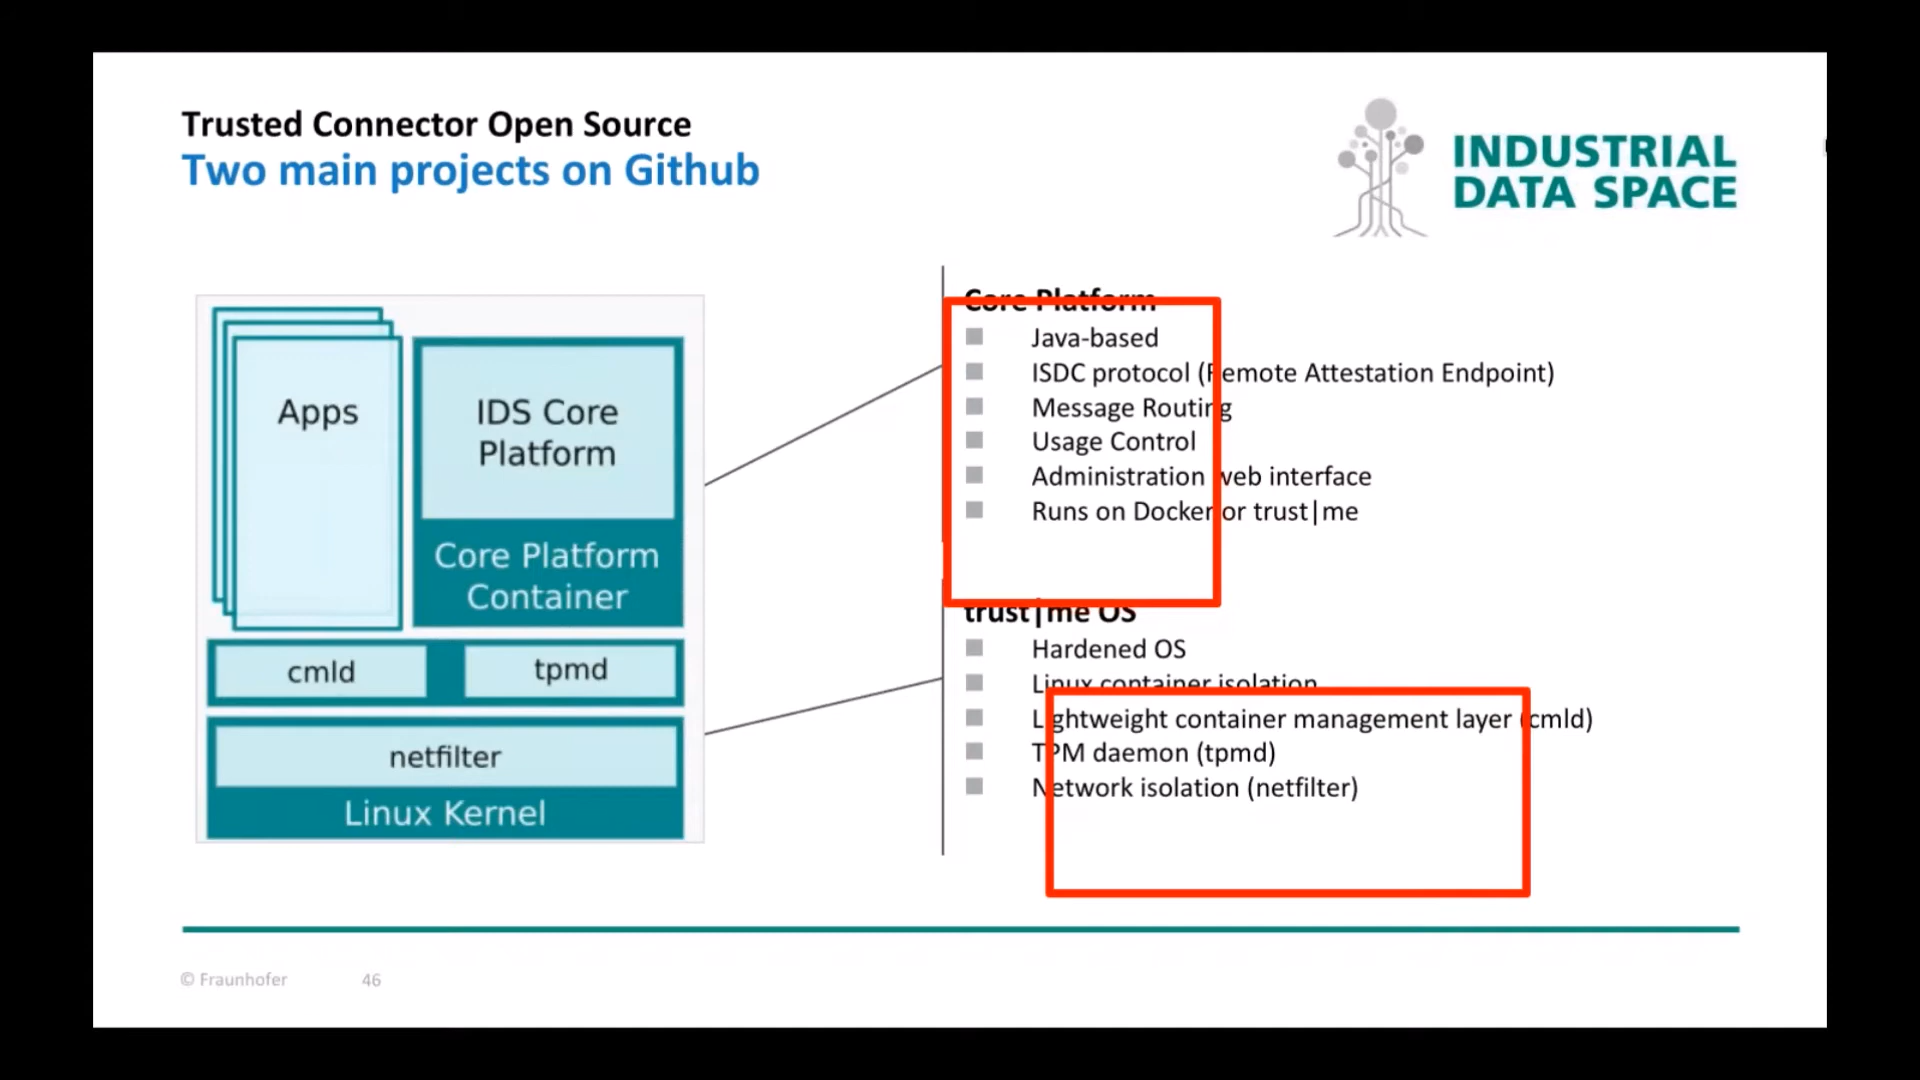 Trusted Connector Open Source
Two main projects on Github
INDUSTRIAL
DATA SPACE
Apps
IDS Core
Platform
Core Platform
Container
cmld
tpmd
netfilter
Linux Kernel
Core Platform
Java-based
ISDC protocol (Remote Attestation Endpoint)
Message Routing
Usage Control
Administration web interface
Runs on Docker or trust|me
trust|me OS
Hardened OS
Linux container isolation
Lightweight container management layer (cmld)
TPM daemon (tpmd)
Network isolation (netfilter)
© Fraunhofer
46